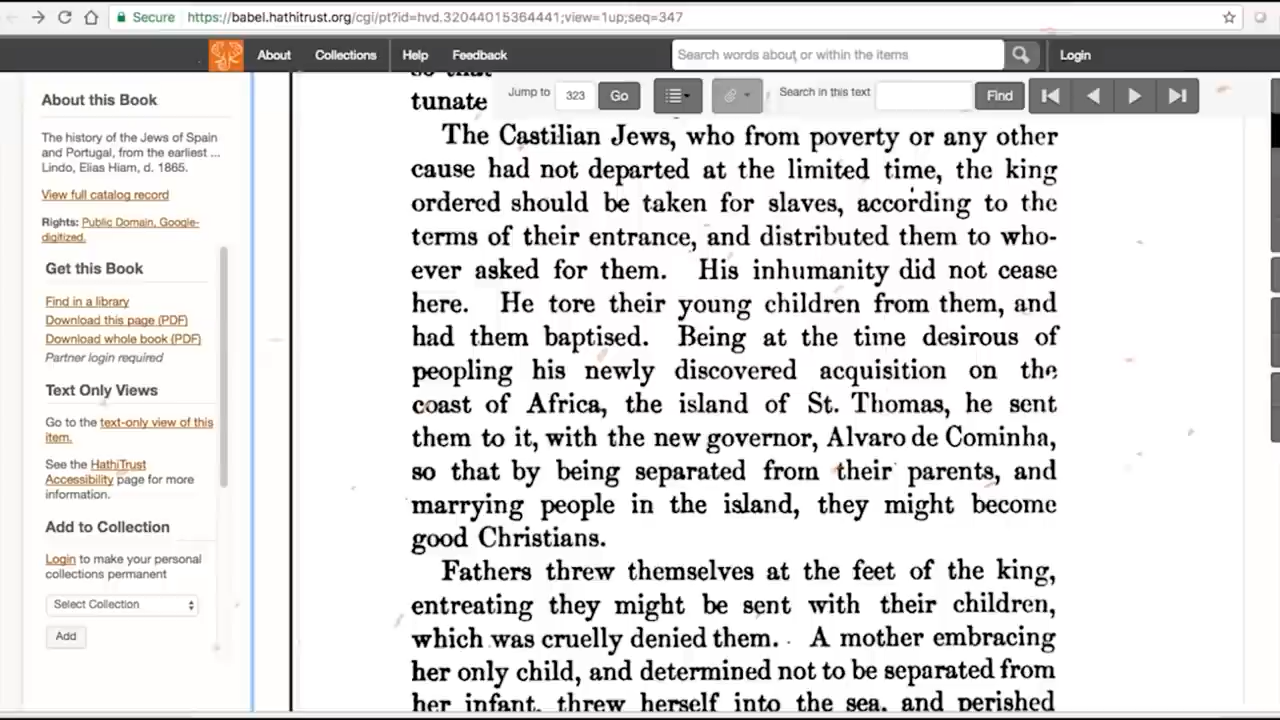 Secure https://babel.hathitrust.org/cgi/pt?id=hvd.32044015364441;view=1up;seq=347
About Collections Help Feedback Search words about or within the items Login
About this Book
The history of the Jews of Spain
and Portugal, from the earliest ...
Lindo, Elias Hiam, d. 1865.
View full catalog record
Rights: Public Domain, Google-
digitized.
Get this Book
Find in a library
Download this page (PDF)
Download whole book (PDF)
Partner login required
Text Only Views
Go to the text-only view of this
item.
See the HathiTrust
Accessibility page for more
information.
Add to Collection
Login to make your personal
collections permanent
Select Collection
Add
Jump to 323 Go Search in this text Find
so that
tunate
The Castilian Jews, who from poverty or any other
cause had not departed at the limited time, the king
ordered should be taken for slaves, according to the
terms of their entrance, and distributed them to who-
ever asked for them. His inhumanity did not cease
here. He tore their young children from them, and
had them baptised. Being at the time desirous of
peopling his newly discovered acquisition on the
coast of Africa, the island of St. Thomas, he sent
them to it, with the new governor, Alvaro de Cominha,
so that by being separated from their parents, and
marrying people in the island, they might become
good Christians.
Fathers threw themselves at the feet of the king,
entreating they might be sent with their children,
which was cruelly denied them. A mother embracing
her only child, and determined not to be separated from
her infant, threw herself into the sea, and perished